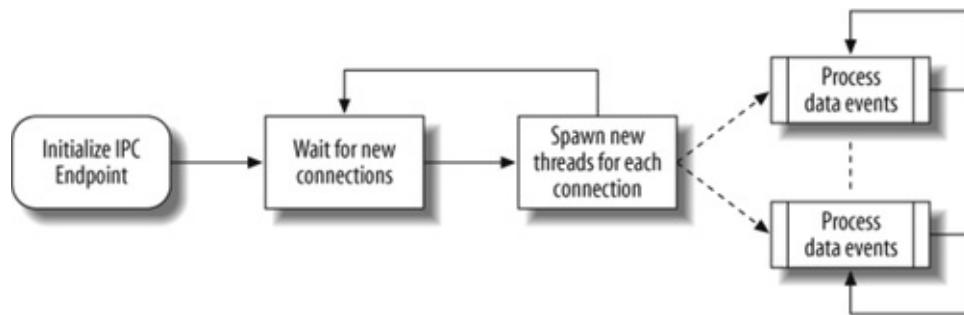 Initialize IPC
Endpoint
Wait for new
connections
Spawn new
threads for each
connection
Process
data events
Process
data events